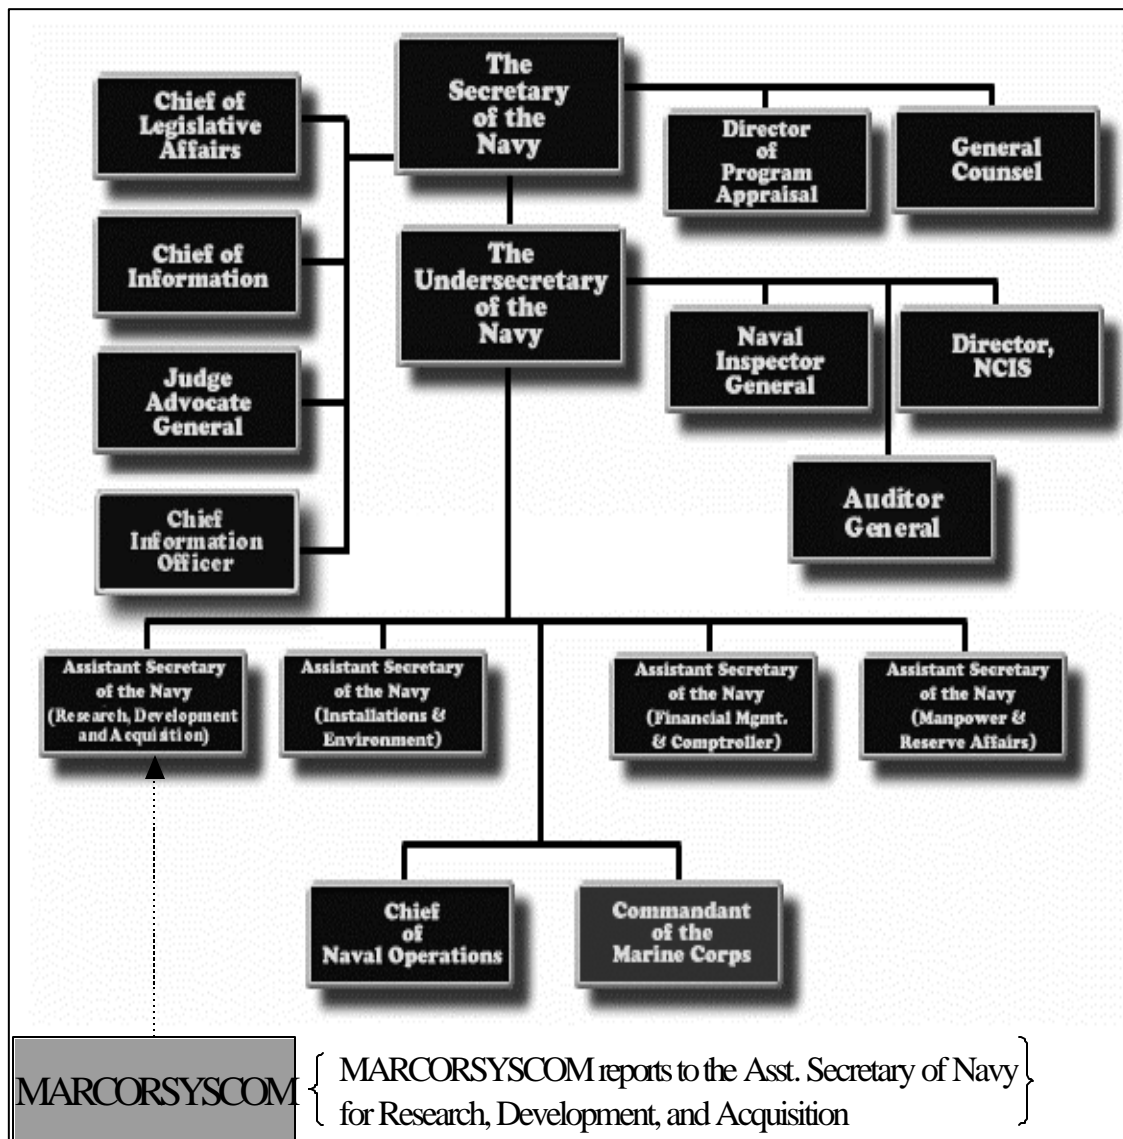 The
Secretary
of the
Navy
Chief of
Legislative
Affairs
Director
of
Program
Appraisal
General
Counsel
Chief of
Information
The
Undersecretary
of the
Navy
Naval
Inspector
General
Director,
NCIS
Judge
Advocate
General
Auditor
General
Chief
Information
Officer
Assistant Secretary
of the Navy
(Research, Development
and Acquisition)
Assistant Secretary
of the Navy
(Installations &
Environment)
Assistant Secretary
of the Navy
(Financial Mgmt.
& Comptroller)
Assistant Secretary
of the Navy
(Manpower &
Reserve Affairs)
Chief
of
Naval Operations
Commandant
of the
Marine Corps
MARCORSYSCOM
MARCORSYSCOM reports to the Asst. Secretary of Navy
for Research, Development, and Acquisition